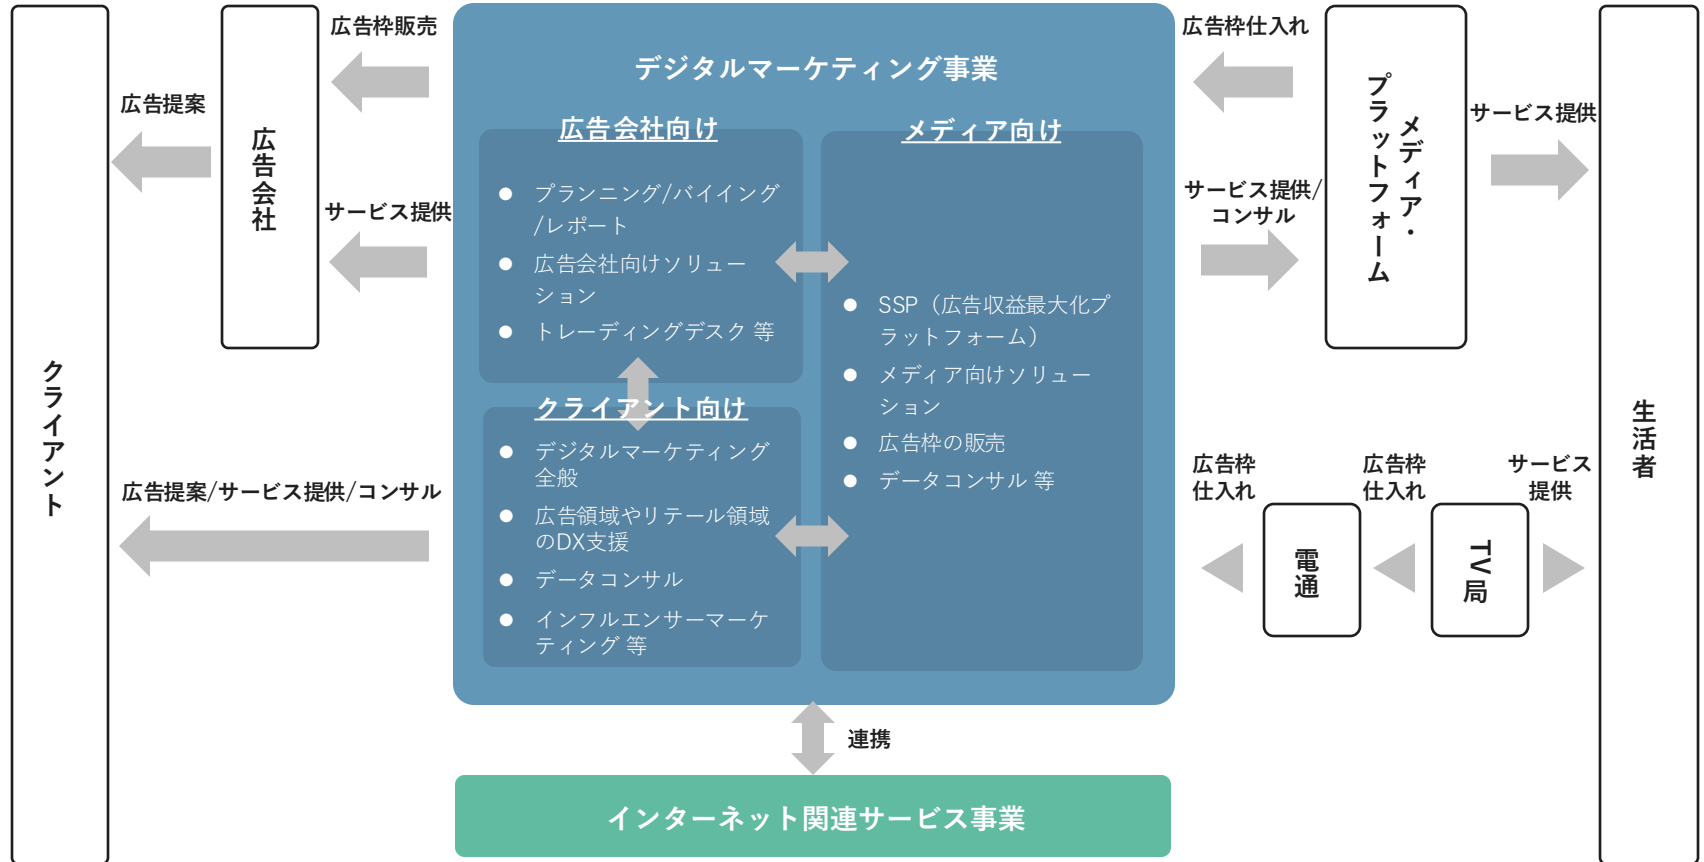 クライアント
広告提案
広告会社
広告枠販売
サービス提供
広告提案/サービス提供/コンサル
デジタルマーケティング事業
広告会社向け
プランニング/バイイング
/レポート
広告会社向けソリュー
ション
トレーディングデスク 等
クライアント向け
デジタルマーケティング
全般
広告領域やリテール領域
のDX支援
データコンサル
インフルエンサーマーケ
ティング 等
メディア向け
SSP（広告収益最大化プ
ラットフォーム）
メディア向けソリュー
ション
広告枠の販売
データコンサル 等
連携
インターネット関連サービス事業
広告枠仕入れ
サービス提供/
コンサル
メディア・
プラットフォーム
サービス提供
広告枠
仕入れ
電通
広告枠
仕入れ
TV局
サービス
提供
生活者